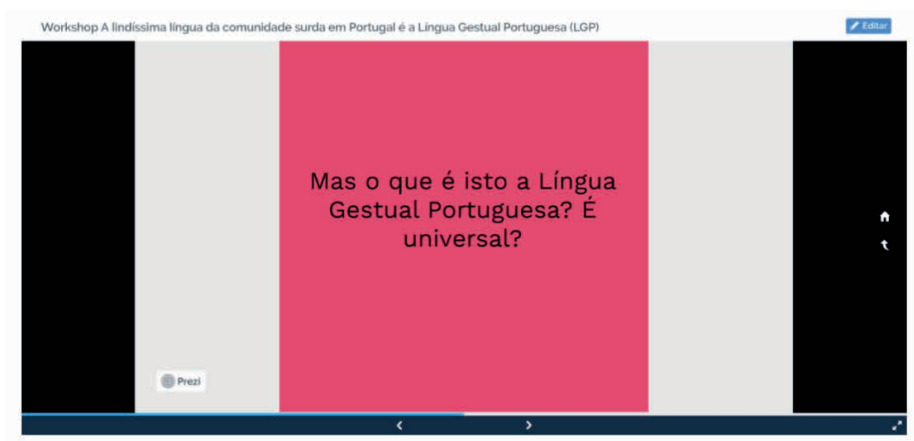 Workshop A lindíssima língua da comunidade surda em Portugal é a Língua Gestual Portuguesa (LGP)
Editar
Mas o que é isto a Língua
Gestual Portuguesa? É
universal?
Prezi